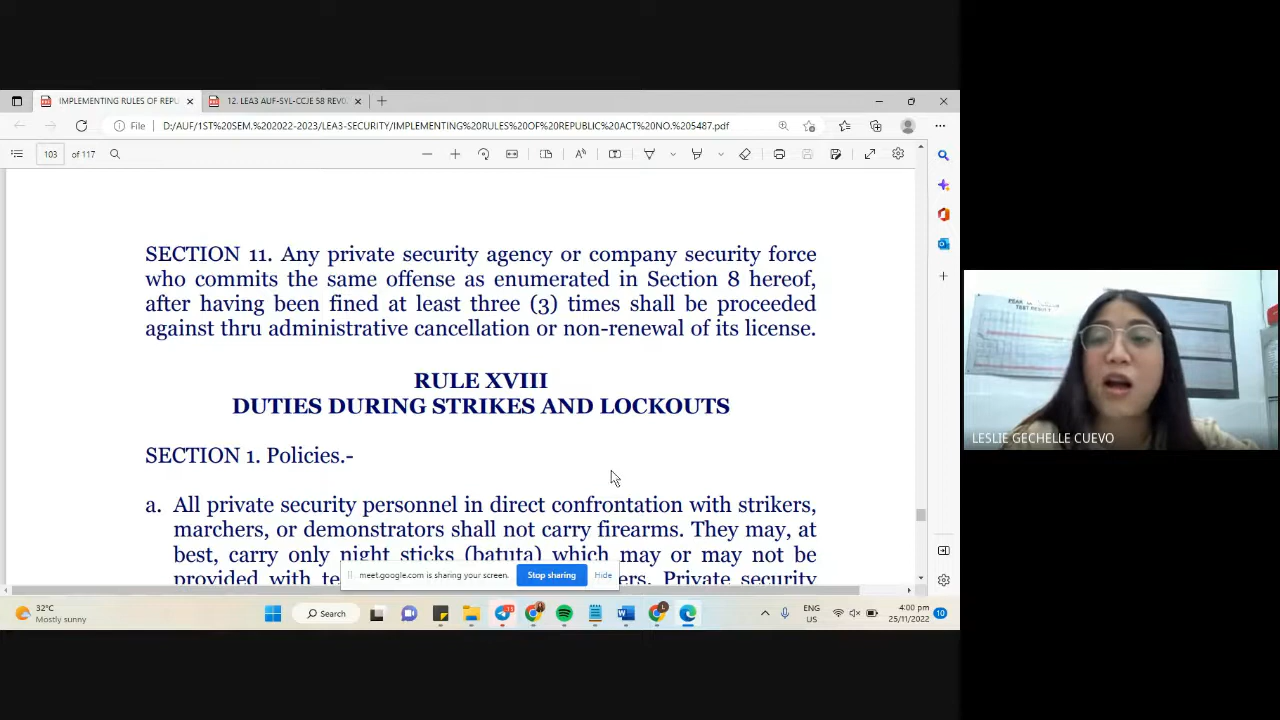 IMPLEMENTING RULES OF REPU
12. LEA3 AUF-SYL-CCJE 58 REV0
File
D:/AUF/1ST%20SEM.%202022-2023/LEA3-SECURITY/IMPLEMENTING%20RULES%20OF%20REPUBLIC%20ACT%20NO.%205487.pdf
103 of 117
SECTION 11. Any private security agency or company security force
who commits the same offense as enumerated in Section 8 hereof,
after having been fined at least three (3) times shall be proceeded
against thru administrative cancellation or non-renewal of its license.
RULE XVIII
DUTIES DURING STRIKES AND LOCKOUTS
SECTION 1. Policies.-
a. All private security personnel in direct confrontation with strikers,
marchers, or demonstrators shall not carry firearms. They may, at
best, carry only night sticks (batuta) which may or may not be
provided with te
ers. Private security
meet.google.com is sharing your screen.
Stop sharing
Hide
TEST RESULT
LESLIE GECHELLE CUEVO
32°C
Mostly sunny
Search
ENG
US
4:00 pm
25/11/2022
10